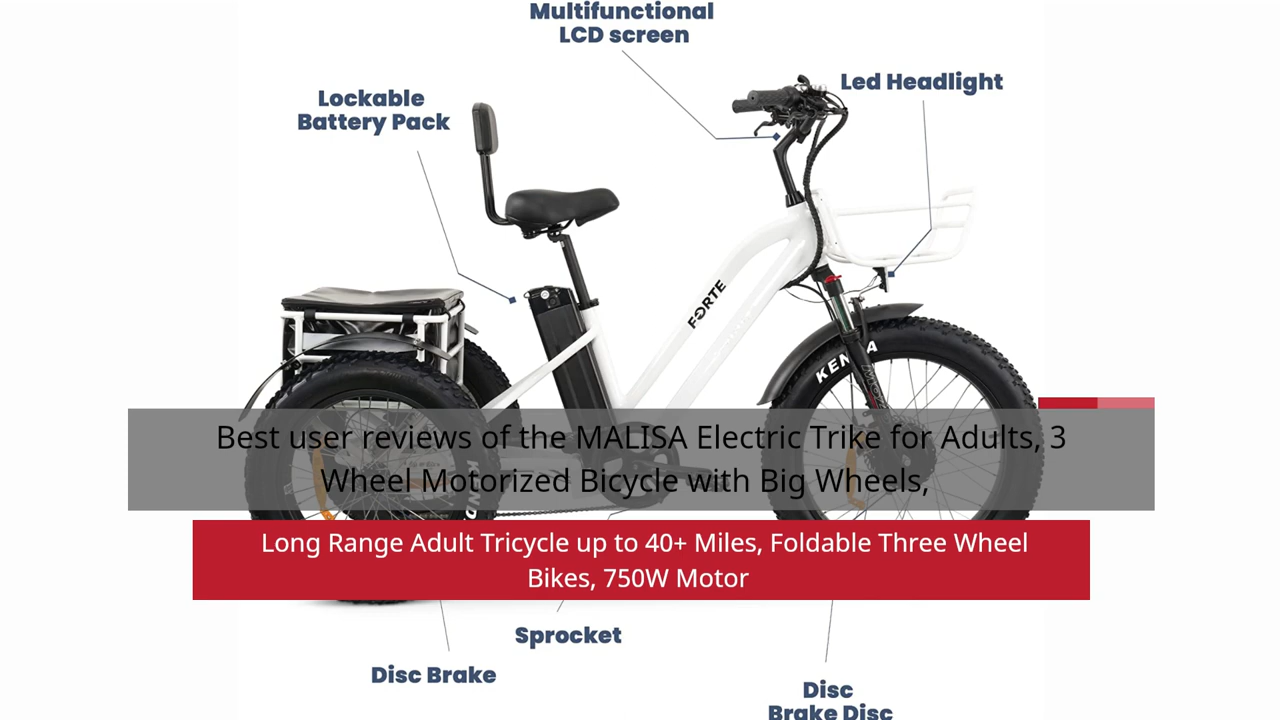 Multifunctional
LCD screen
Led Headlight
Lockable
Battery Pack
FORTE
KENDA
Best user reviews of the MALISA Electric Trike for Adults, 3
Wheel Motorized Bicycle with Big Wheels,
Long Range Adult Tricycle up to 40+ Miles, Foldable Three Wheel
Bikes, 750W Motor
Sprocket
Disc Brake
Disc
Brake Disc